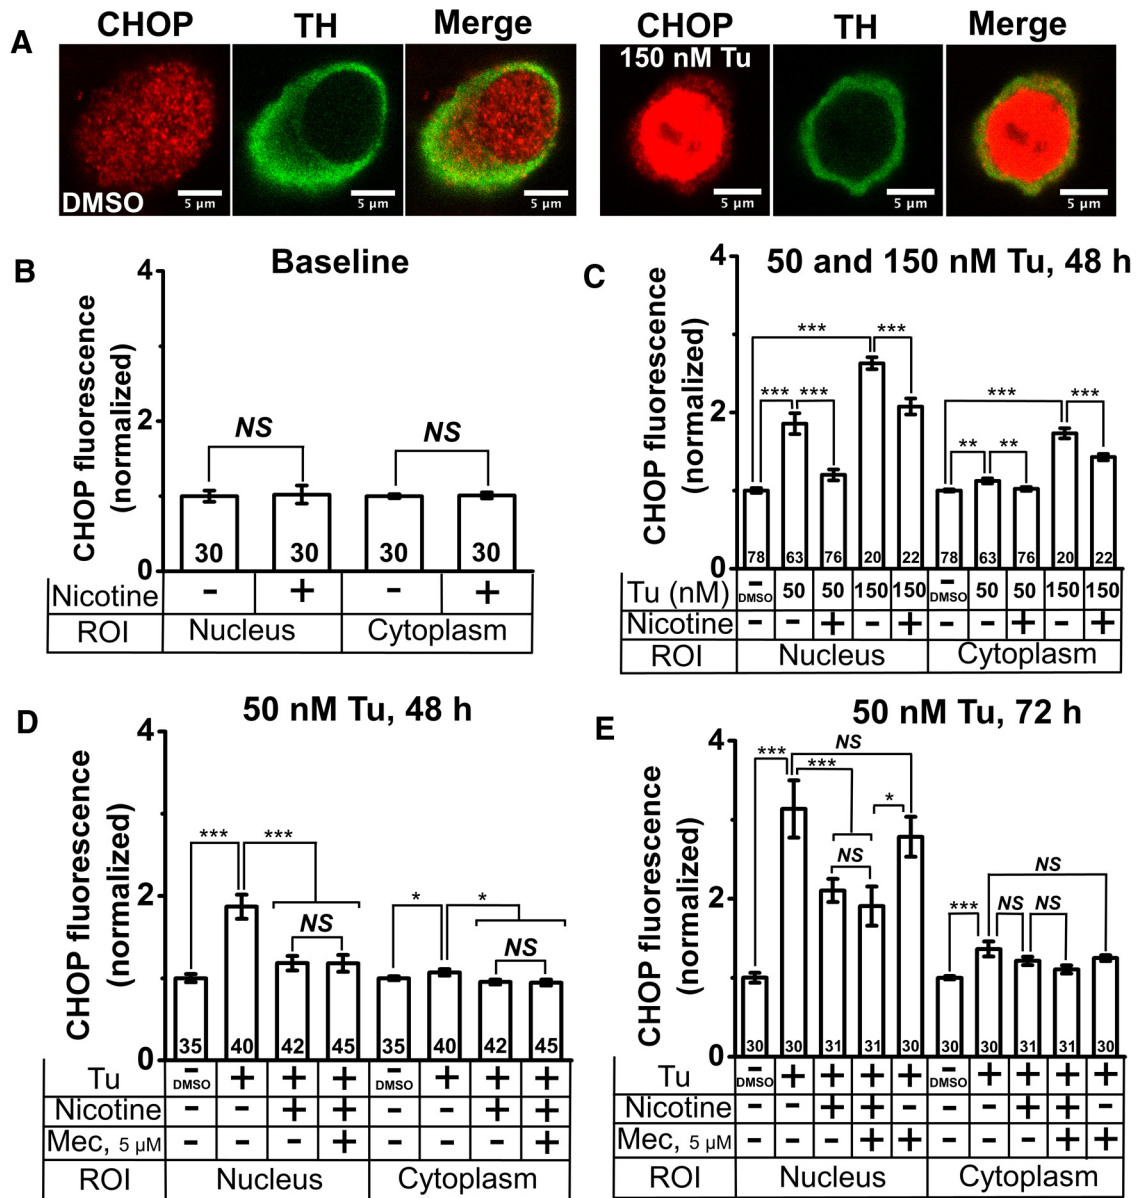 A
CHOP TH Merge CHOP TH Merge
150 nM Tu
DMSO 5 μm 5 μm 5 μm 5 μm 5 μm 5 μm
B
Baseline
CHOP fluorescence
(normalized)
4
2
0
NS NS
30 30 30 30
Nicotine - + - +
ROI Nucleus Cytoplasm
C
50 and 150 nM Tu, 48 h
CHOP fluorescence
(normalized)
4
2
0
*** *** *** *** *** *** ** **
78 63 76 20 22 78 63 76 20 22
Tu (nM) - DMSO 50 50 150 150 - DMSO 50 50 150 150
Nicotine - - + - + - - + - +
ROI Nucleus Cytoplasm
D
50 nM Tu, 48 h
CHOP fluorescence
(normalized)
4
2
0
*** *** NS * * NS
35 40 42 45 35 40 42 45
Tu - DMSO + + + - DMSO + + +
Nicotine - - + + - - + +
Mec, 5 μM - - - + - - - +
ROI Nucleus Cytoplasm
E
50 nM Tu, 72 h
CHOP fluorescence
(normalized)
4
2
0
*** NS *** * NS NS *** NS NS
30 30 31 31 30 30 30 31 31 30
Tu - DMSO + + + + - DMSO + + + +
Nicotine - - + + - - - + + -
Mec, 5 μM - - - + + - - - + +
ROI Nucleus Cytoplasm